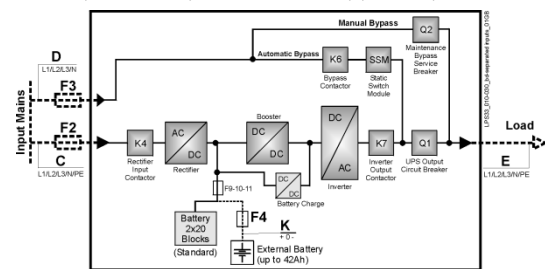 Manual Bypass
Q2
Maintenance
Bypass
Service
Breaker
D
L1/L2/L3/N
Automatic Bypass
K6
SSM
Bypass
Contactor
Static
Switch
Module
F3
Input Mains
F2
Booster
Load
K4
AC
DC
DC
DC
DC
AC
K7
Q1
C
Rectifier
Input
Contactor
Rectifier
Inverter
Inverter
Output
Contactor
UPS Output
Circuit Breaker
E
L1/L2/L3/N/PE
L1/L2/L3/N/PE
DC
DC
Battery Charge
F9-10-11
F4
K
+ 0 -
Battery
2x20
Blocks
(Standard)
External Battery
(up to 42Ah)